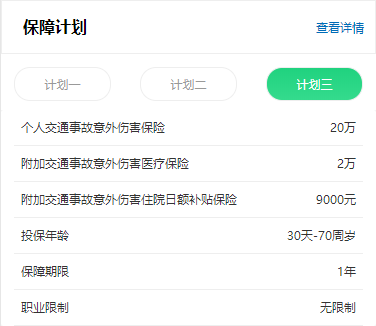 保障计划 查看详情
计划一 计划二 计划三
个人交通事故意外伤害保险 20万
附加交通事故意外伤害医疗保险 2万
附加交通事故意外伤害住院日额补贴保险 9000元
投保年龄 30天-70周岁
保障期限 1年
职业限制 无限制